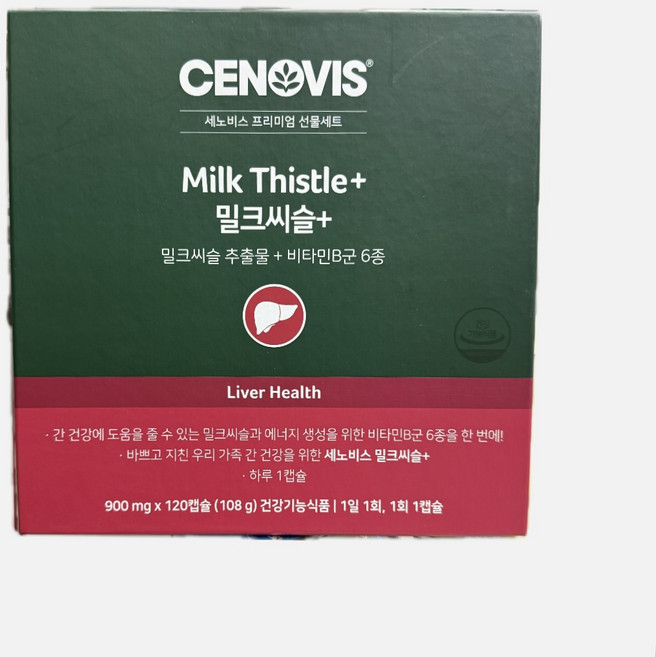 CENOVIS®
세노비스 프리미엄 선물세트
Milk Thistle+
밀크씨슬+
밀크씨슬 추출물 + 비타민B군 6종
건강
기능식품
Liver Health
· 간 건강에 도움을 줄 수 있는 밀크씨슬과 에너지 생성을 위한 비타민B군 6종을 한 번에!
· 바쁘고 지친 우리 가족 간 건강을 위한 세노비스 밀크씨슬+
· 하루 1캡슐
900 mg x 120캡슐 (108 g) 건강기능식품 | 1일 1회, 1회 1캡슐